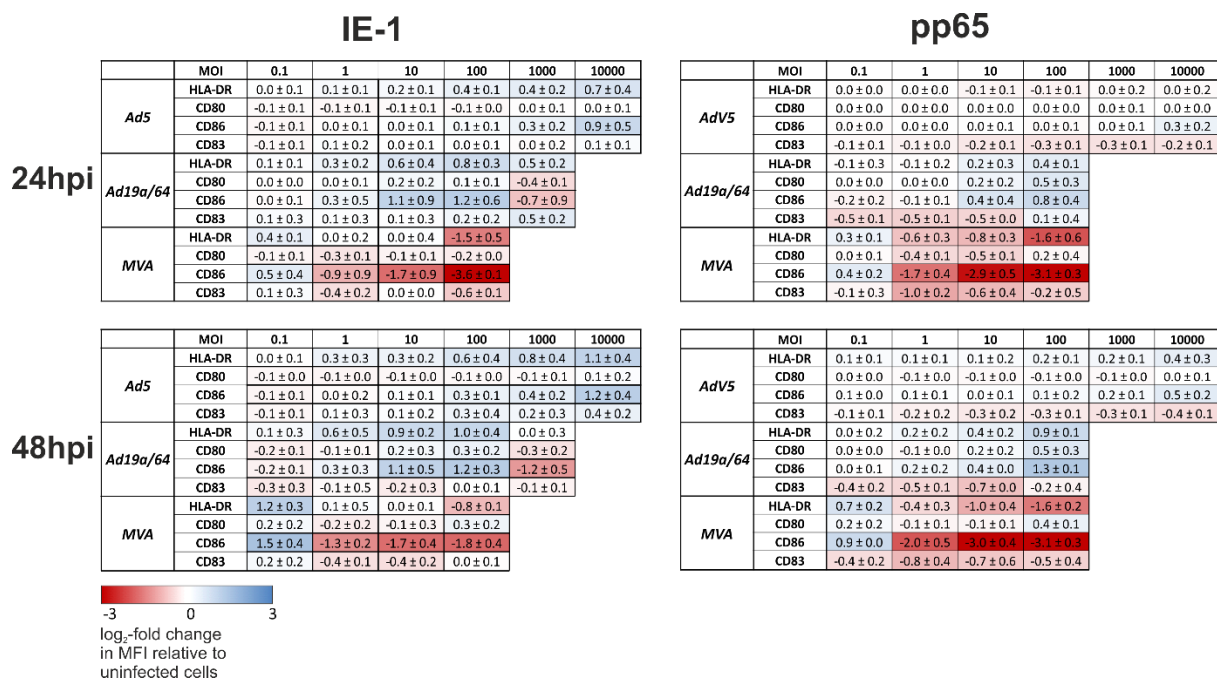 IE-1
pp65
24hpi
MOI 0.1 1 10 100 1000 10000
Ad5
HLA-DR 0.0 ± 0.1 0.1 ± 0.1 0.2 ± 0.1 0.4 ± 0.1 0.4 ± 0.2 0.7 ± 0.4
CD80 -0.1 ± 0.1 -0.1 ± 0.1 -0.1 ± 0.1 -0.1 ± 0.0 0.0 ± 0.1 0.0 ± 0.1
CD86 -0.1 ± 0.1 0.0 ± 0.1 0.0 ± 0.1 0.1 ± 0.1 0.3 ± 0.2 0.9 ± 0.5
CD83 -0.1 ± 0.1 0.1 ± 0.2 0.0 ± 0.1 0.0 ± 0.2 0.0 ± 0.2 0.1 ± 0.1
Ad19a/64
HLA-DR 0.1 ± 0.1 0.3 ± 0.2 0.6 ± 0.4 0.8 ± 0.3 0.5 ± 0.2
CD80 0.0 ± 0.0 0.0 ± 0.1 0.2 ± 0.2 0.1 ± 0.1 -0.4 ± 0.1
CD86 0.0 ± 0.1 0.3 ± 0.5 1.1 ± 0.9 1.2 ± 0.6 -0.7 ± 0.9
CD83 0.1 ± 0.3 0.1 ± 0.3 0.1 ± 0.3 0.2 ± 0.2 0.5 ± 0.2
MVA
HLA-DR 0.4 ± 0.1 0.0 ± 0.2 0.0 ± 0.4 -1.5 ± 0.5
CD80 -0.1 ± 0.1 -0.3 ± 0.1 -0.1 ± 0.1 -0.2 ± 0.0
CD86 0.5 ± 0.4 -0.9 ± 0.9 -1.7 ± 0.9 -3.6 ± 0.1
CD83 0.1 ± 0.3 -0.4 ± 0.2 0.0 ± 0.0 -0.6 ± 0.1
MOI 0.1 1 10 100 1000 10000
AdV5
HLA-DR 0.0 ± 0.0 0.0 ± 0.0 -0.1 ± 0.1 -0.1 ± 0.1 0.0 ± 0.2 0.0 ± 0.2
CD80 0.0 ± 0.0 0.0 ± 0.0 0.0 ± 0.0 0.0 ± 0.1 0.0 ± 0.1 0.0 ± 0.0
CD86 0.0 ± 0.0 0.0 ± 0.0 0.0 ± 0.1 0.0 ± 0.1 0.0 ± 0.1 0.3 ± 0.2
CD83 -0.1 ± 0.1 -0.1 ± 0.0 -0.2 ± 0.1 -0.3 ± 0.1 -0.3 ± 0.1 -0.2 ± 0.1
Ad19a/64
HLA-DR -0.1 ± 0.3 -0.1 ± 0.2 0.2 ± 0.3 0.4 ± 0.1
CD80 0.0 ± 0.0 0.0 ± 0.0 0.2 ± 0.2 0.5 ± 0.3
CD86 -0.2 ± 0.2 -0.1 ± 0.1 0.4 ± 0.4 0.8 ± 0.4
CD83 -0.5 ± 0.1 -0.5 ± 0.1 -0.5 ± 0.0 0.1 ± 0.4
MVA
HLA-DR 0.3 ± 0.1 -0.6 ± 0.3 -0.8 ± 0.3 -1.6 ± 0.6
CD80 0.0 ± 0.1 -0.4 ± 0.1 -0.5 ± 0.1 0.2 ± 0.4
CD86 0.4 ± 0.2 -1.7 ± 0.4 -2.9 ± 0.5 -3.1 ± 0.3
CD83 -0.1 ± 0.3 -1.0 ± 0.2 -0.6 ± 0.4 -0.2 ± 0.5
48hpi
MOI 0.1 1 10 100 1000 10000
Ad5
HLA-DR 0.0 ± 0.1 0.3 ± 0.3 0.3 ± 0.2 0.6 ± 0.4 0.8 ± 0.4 1.1 ± 0.4
CD80 -0.1 ± 0.0 -0.1 ± 0.0 -0.1 ± 0.0 -0.1 ± 0.0 -0.1 ± 0.1 0.1 ± 0.2
CD86 -0.1 ± 0.1 0.0 ± 0.2 0.1 ± 0.1 0.3 ± 0.1 0.4 ± 0.2 1.2 ± 0.4
CD83 -0.1 ± 0.1 0.1 ± 0.3 0.1 ± 0.2 0.3 ± 0.4 0.2 ± 0.3 0.4 ± 0.2
Ad19a/64
HLA-DR 0.1 ± 0.3 0.6 ± 0.5 0.9 ± 0.2 1.0 ± 0.4 0.0 ± 0.3
CD80 -0.2 ± 0.1 -0.1 ± 0.1 0.2 ± 0.3 0.3 ± 0.2 -0.3 ± 0.2
CD86 -0.2 ± 0.1 0.3 ± 0.3 1.1 ± 0.5 1.2 ± 0.3 -1.2 ± 0.5
CD83 -0.3 ± 0.3 -0.1 ± 0.5 -0.2 ± 0.3 0.0 ± 0.1 -0.1 ± 0.1
MVA
HLA-DR 1.2 ± 0.3 0.1 ± 0.5 0.0 ± 0.1 -0.8 ± 0.1
CD80 0.2 ± 0.2 -0.2 ± 0.2 -0.1 ± 0.3 0.3 ± 0.2
CD86 1.5 ± 0.4 -1.3 ± 0.2 -1.7 ± 0.4 -1.8 ± 0.4
CD83 0.2 ± 0.2 -0.4 ± 0.1 -0.4 ± 0.2 0.0 ± 0.1
MOI 0.1 1 10 100 1000 10000
AdV5
HLA-DR 0.1 ± 0.1 0.1 ± 0.1 0.1 ± 0.2 0.2 ± 0.1 0.2 ± 0.1 0.4 ± 0.3
CD80 0.0 ± 0.0 -0.1 ± 0.0 -0.1 ± 0.0 -0.1 ± 0.0 -0.1 ± 0.0 0.0 ± 0.1
CD86 0.1 ± 0.0 0.1 ± 0.1 0.0 ± 0.1 0.1 ± 0.2 0.2 ± 0.1 0.5 ± 0.2
CD83 -0.1 ± 0.1 -0.2 ± 0.2 -0.3 ± 0.2 -0.3 ± 0.1 -0.3 ± 0.1 -0.4 ± 0.1
Ad19a/64
HLA-DR 0.0 ± 0.2 0.2 ± 0.2 0.4 ± 0.2 0.9 ± 0.1
CD80 0.0 ± 0.0 -0.1 ± 0.0 0.2 ± 0.2 0.5 ± 0.3
CD86 0.0 ± 0.1 0.2 ± 0.2 0.4 ± 0.0 1.3 ± 0.1
CD83 -0.4 ± 0.2 -0.5 ± 0.1 -0.7 ± 0.0 -0.2 ± 0.4
MVA
HLA-DR 0.7 ± 0.2 -0.4 ± 0.3 -1.0 ± 0.4 -1.6 ± 0.2
CD80 0.2 ± 0.2 -0.1 ± 0.1 -0.1 ± 0.1 0.4 ± 0.1
CD86 0.9 ± 0.0 -2.0 ± 0.5 -3.0 ± 0.4 -3.1 ± 0.3
CD83 -0.4 ± 0.2 -0.8 ± 0.4 -0.7 ± 0.6 -0.5 ± 0.4
-3 0 3
log₂-fold change
in MFI relative to
uninfected cells